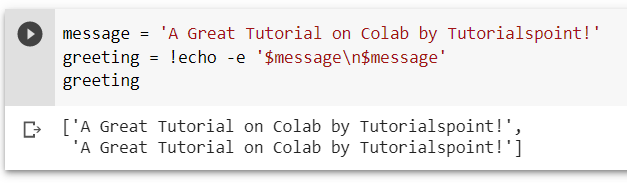 message = 'A Great Tutorial on Colab by Tutorialspoint!'
greeting = !echo -e '$message\n$message'
greeting
['A Great Tutorial on Colab by Tutorialspoint!',
 'A Great Tutorial on Colab by Tutorialspoint!']